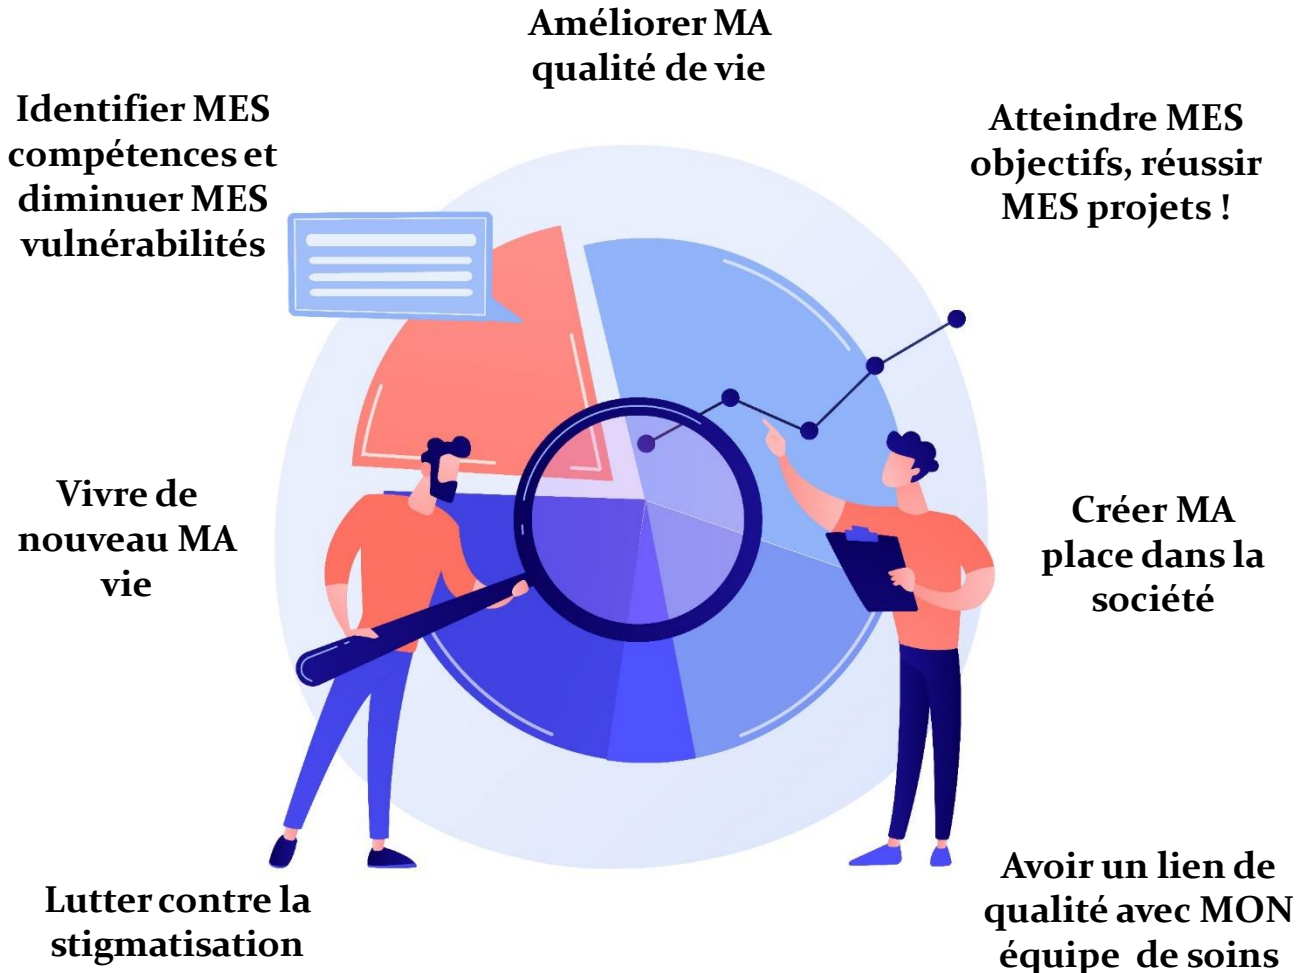 Améliorer MA
qualité de vie
Identifier MES
compétences et
diminuer MES
vulnérabilités
Atteindre MES
objectifs, réussir
MES projets !
Vivre de
nouveau MA
vie
Créer MA
place dans la
société
Lutter contre la
stigmatisation
Avoir un lien de
qualité avec MON
équipe de soins